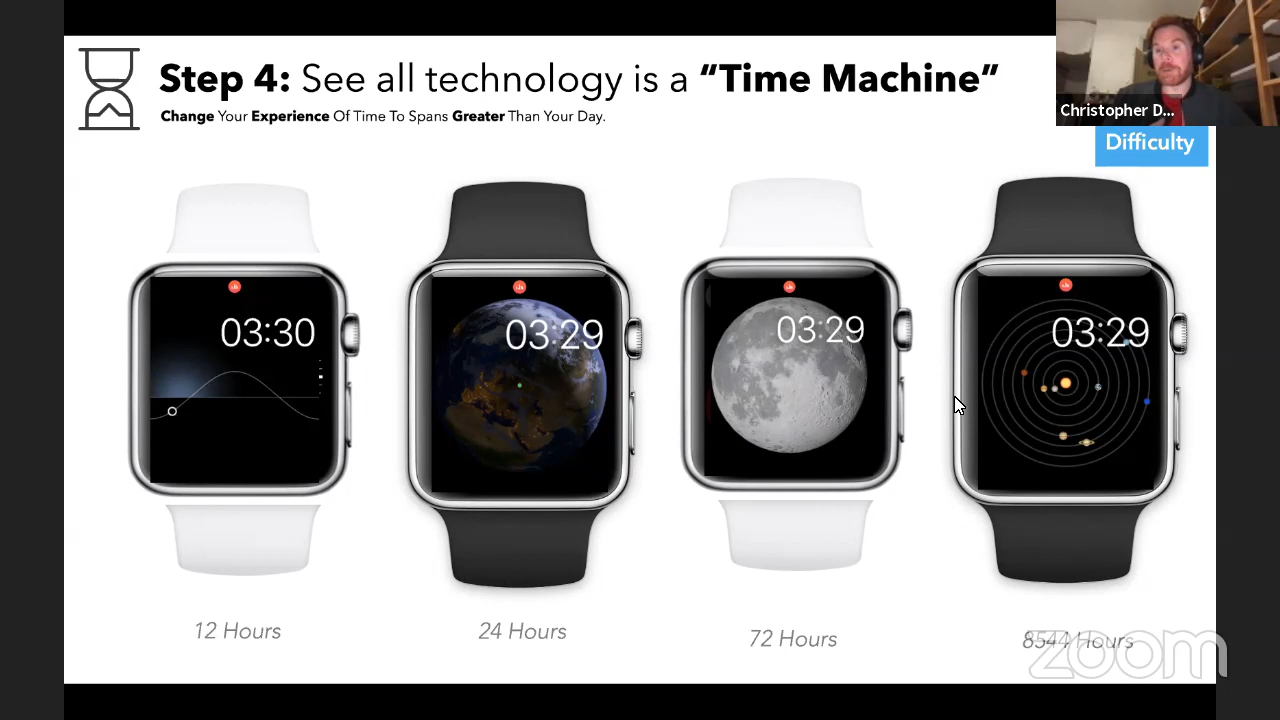 Step 4: See all technology is a “Time Machine”
Change Your Experience Of Time To Spans Greater Than Your Day.
Christopher D...
Difficulty
03:30
03:29
03:29
03:29
12 Hours
24 Hours
72 Hours
8544 Hours
zoom